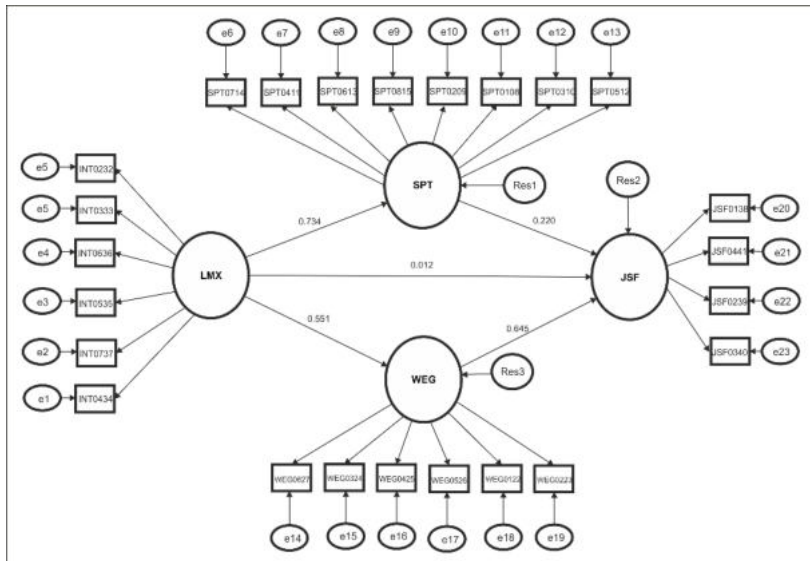 e6 e7 e8 e9 e10 e11 e12 e13
SPT0714 SPT0411 SPT0613 SPT0815 SPT0209 SPT0108 SPT0310 SPT0512
e5 INT0232
e5 INT0333
e4 INT0636
e3 INT0535
e2 INT0737
e1 INT0434
SPT
Res1
Res2
0.734
0.220
LMX
0.012
JSF
JSF0138 e20
JSF0441 e21
JSF0239 e22
JSF0340 e23
0.551
0.645
WEG
Res3
WEG0627 WEG0324 WEG0425 WEG0526 WEG0122 WEG0223
e14 e15 e16 e17 e18 e19